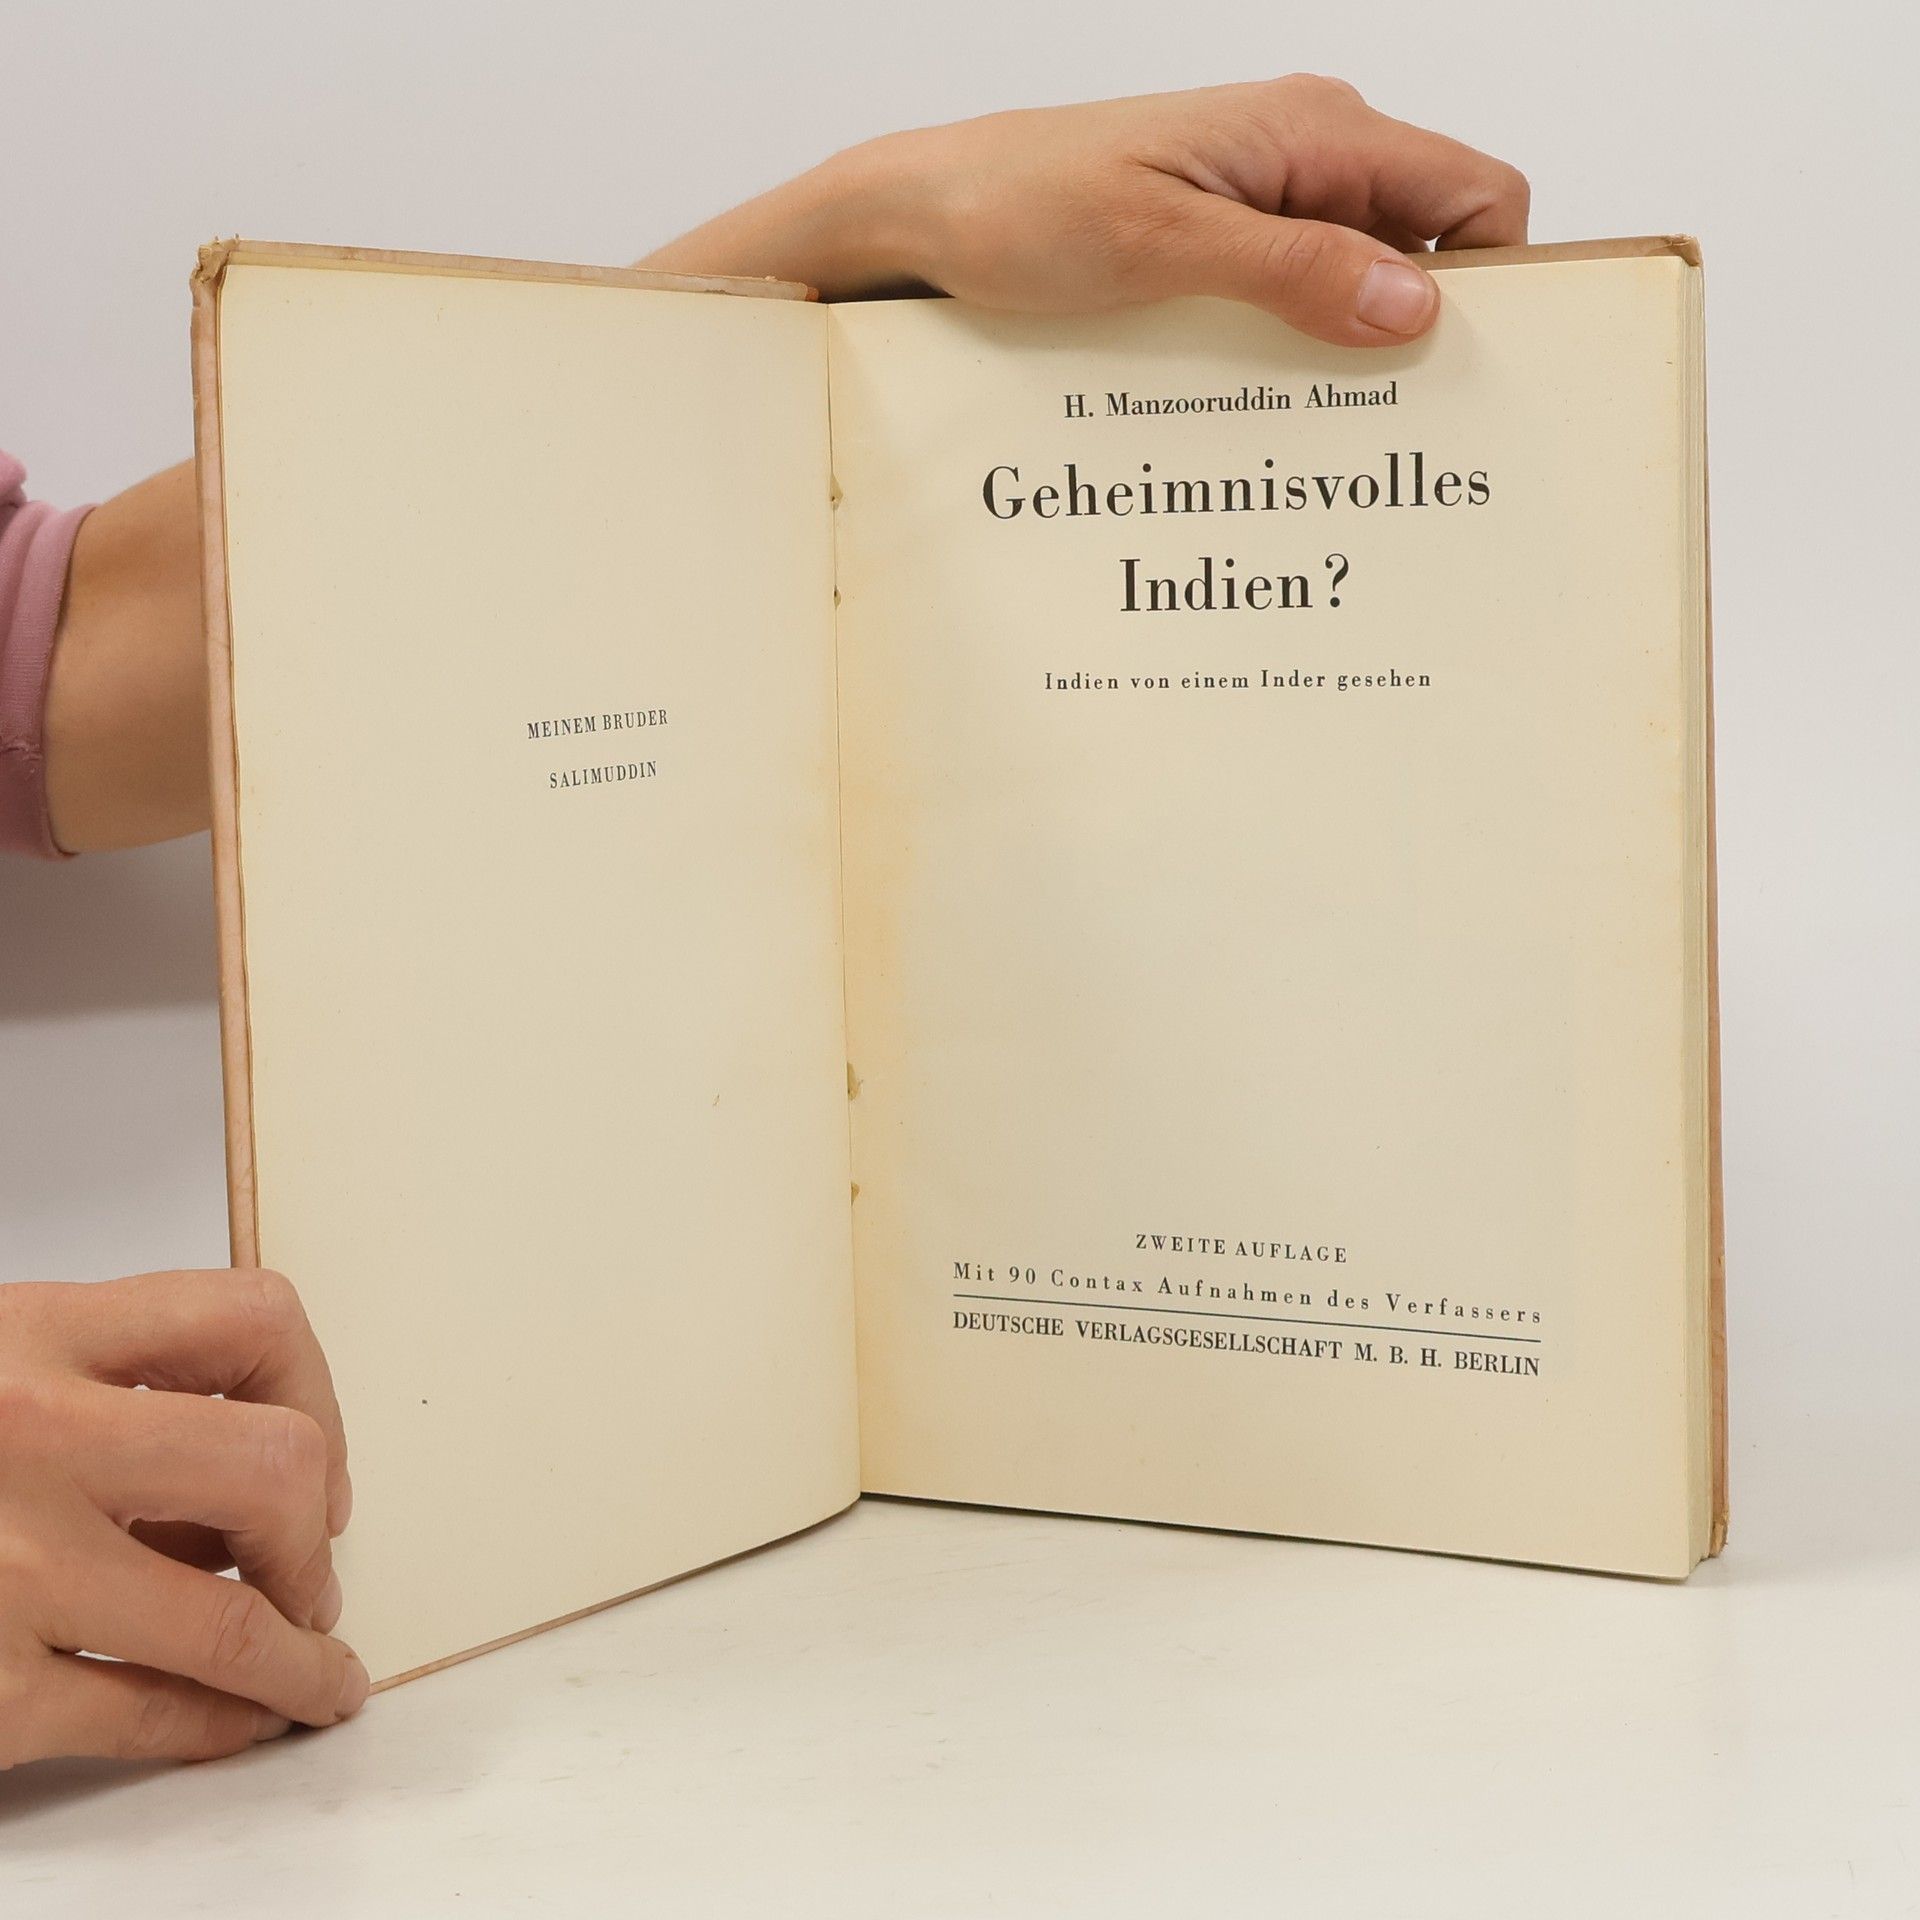 MEINEM BRUDER
SALIMUDDIN
H. Manzooruddin Ahmad
Geheimnisvolles
Indien?
Indien von einem Inder gesehen
ZWEITE AUFLAGE
Mit 90 Contax Aufnahmen des Verfassers
DEUTSCHE VERLAGSGESELLSCHAFT M. B. H. BERLIN